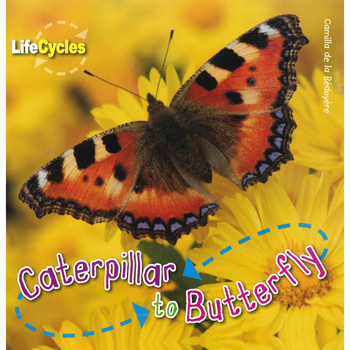 LifeCycles
Camilla de la Bédoyère
Caterpillar
to Butterfly